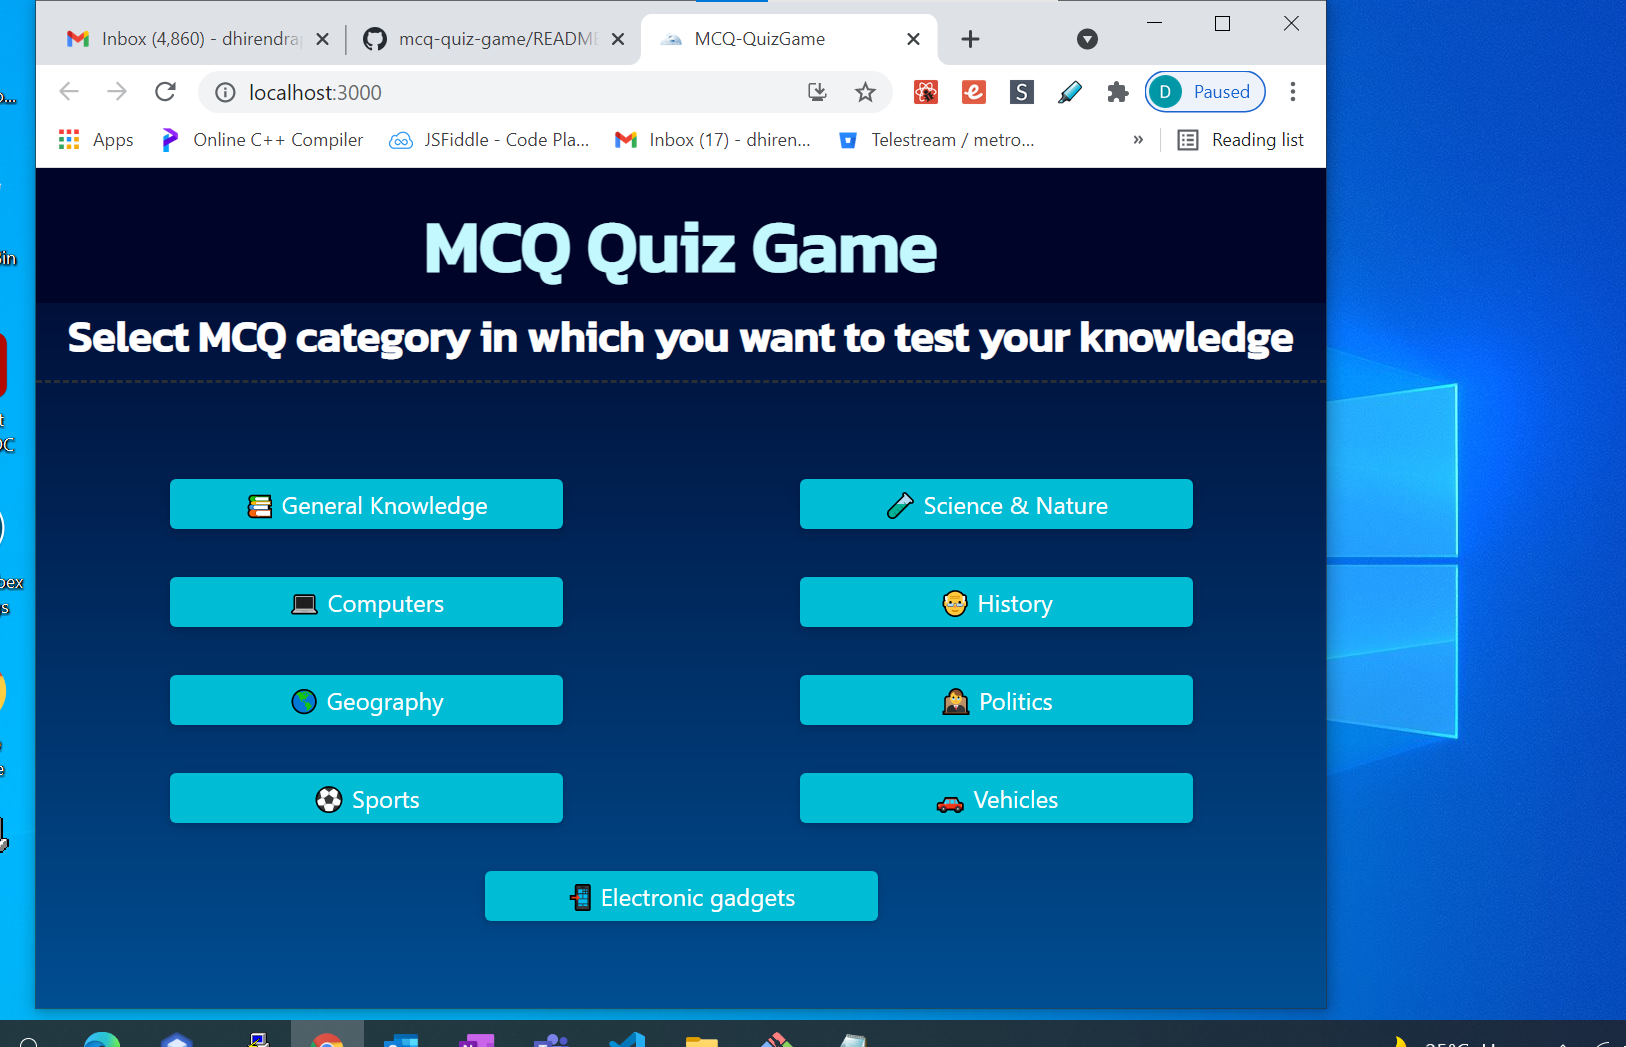 Inbox (4,860) - dhirendra
mcq-quiz-game/README
MCQ-QuizGame
localhost:3000
S
D
Paused
Apps
Online C++ Compiler
JSFiddle - Code Pla...
Inbox (17) - dhiren...
Telestream / metro...
»
Reading list
MCQ Quiz Game
Select MCQ category in which you want to test your knowledge
General Knowledge
Science & Nature
Computers
History
Geography
Politics
Sports
Vehicles
Electronic gadgets